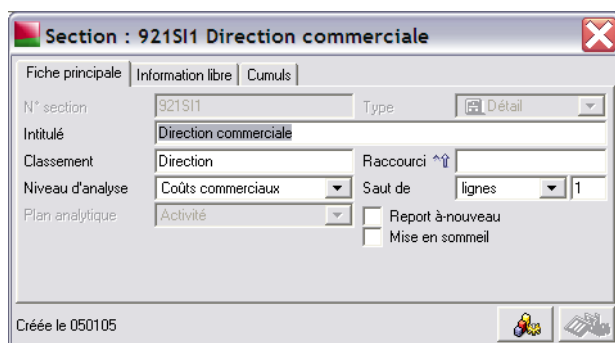 Section : 921SI1 Direction commerciale
Fiche principale Information libre Cumuls
N° section 921SI1 Type Détail
Intitulé Direction commerciale
Classement Direction Raccourci ^⇧
Niveau d'analyse Coûts commerciaux Saut de lignes 1
Plan analytique Activité Report à-nouveau
Mise en sommeil
Créée le 050105